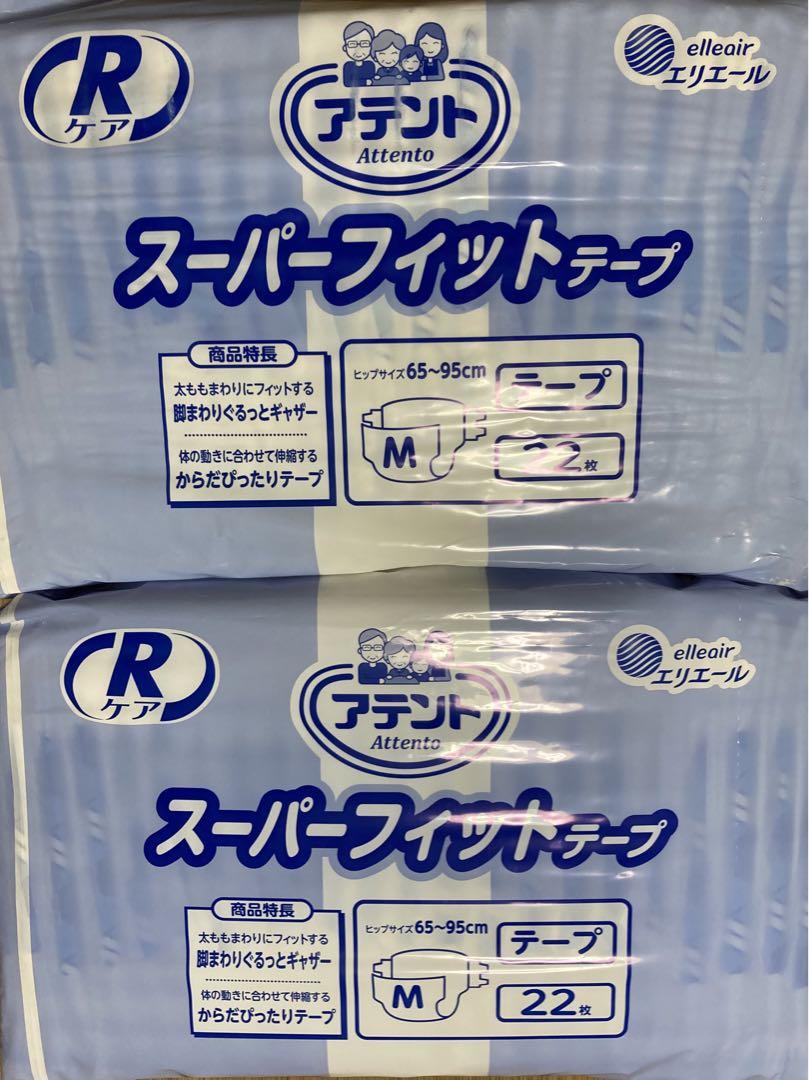 R
ケア
アテント
Attento
elleair
エリエール
スーパーフィットテープ
商品特長
太ももまわりにフィットする
脚まわりぐるっとギャザー
体の動きに合わせて伸縮する
からだぴったりテープ
ヒップサイズ65〜95cm
M
テープ
22枚
R
ケア
アテント
Attento
elleair
エリエール
スーパーフィットテープ
商品特長
太ももまわりにフィットする
脚まわりぐるっとギャザー
体の動きに合わせて伸縮する
からだぴったりテープ
ヒップサイズ65〜95cm
M
テープ
22枚